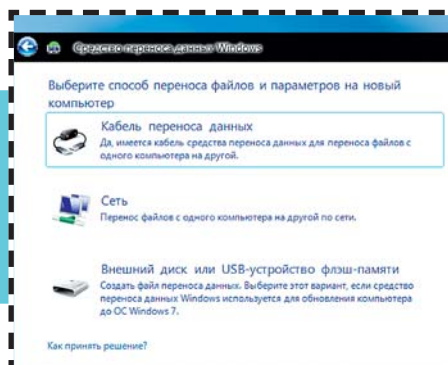 Средство переноса данных Windows
Выберите способ переноса файлов и параметров на новый
компьютер
Кабель переноса данных
Да, имеется кабель средства переноса данных для переноса файлов с
одного компьютера на другой.
Сеть
Перенос файлов с одного компьютера на другой по сети.
Внешний диск или USB-устройство флэш-памяти
Создать файл переноса данных. Выберите этот вариант, если средство
переноса данных Windows используется для обновления компьютера
до ОС Windows 7.
Как принять решение?